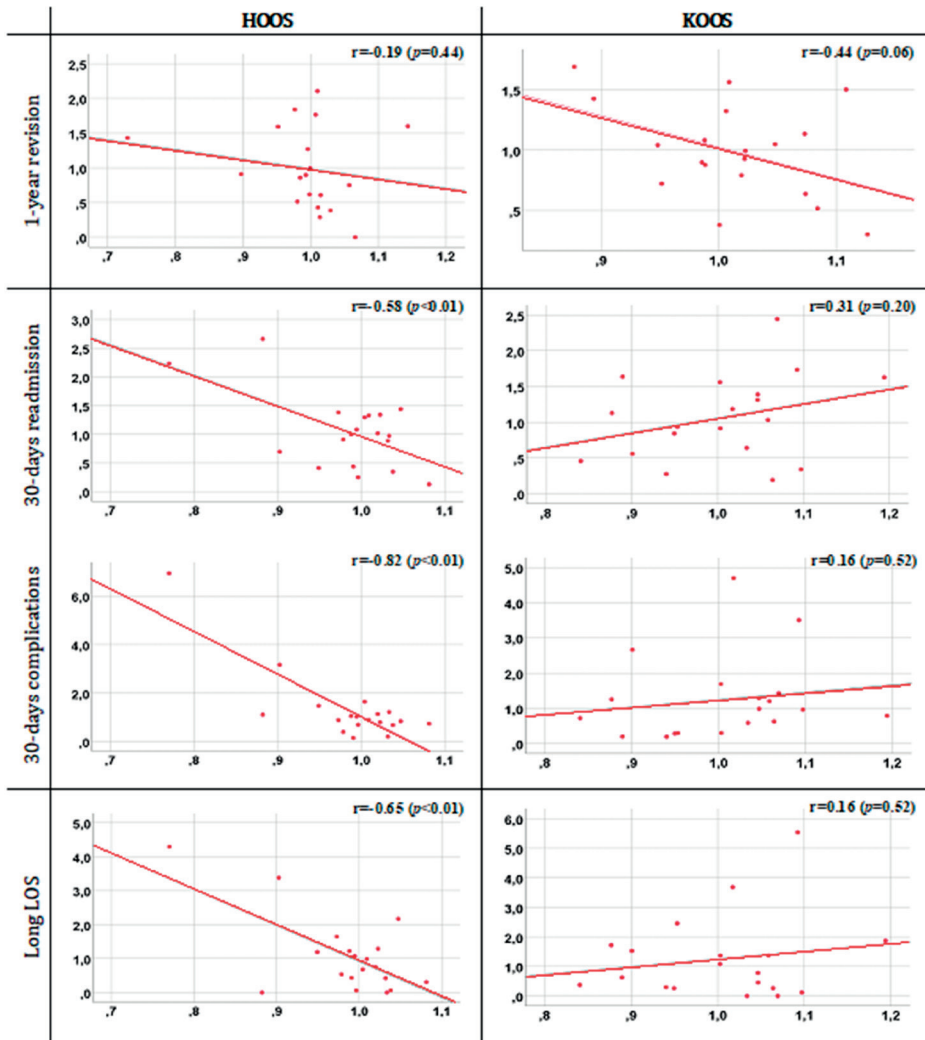 HOOS KOOS
1-year revision
r=-0.19 (p=0.44)
2,5
2,0
1,5
1,0
,5
,0
,7 ,8 ,9 1,0 1,1 1,2
r=-0.44 (p=0.06)
1,5
1,0
,5
,9 1,0 1,1
30-days readmission
r=-0.58 (p<0.01)
3,0
2,5
2,0
1,5
1,0
,5
,0
,7 ,8 ,9 1,0 1,1
r=0.31 (p=0.20)
2,5
2,0
1,5
1,0
,5
,0
,8 ,9 1,0 1,1 1,2
30-days complications
r=-0.82 (p<0.01)
6,0
4,0
2,0
,0
,7 ,8 ,9 1,0 1,1
r=0.16 (p=0.52)
5,0
4,0
3,0
2,0
1,0
,0
,8 ,9 1,0 1,1 1,2
Long LOS
r=-0.65 (p<0.01)
5,0
4,0
3,0
2,0
1,0
,0
,7 ,8 ,9 1,0 1,1
r=0.16 (p=0.52)
6,0
5,0
4,0
3,0
2,0
1,0
,0
,8 ,9 1,0 1,1 1,2